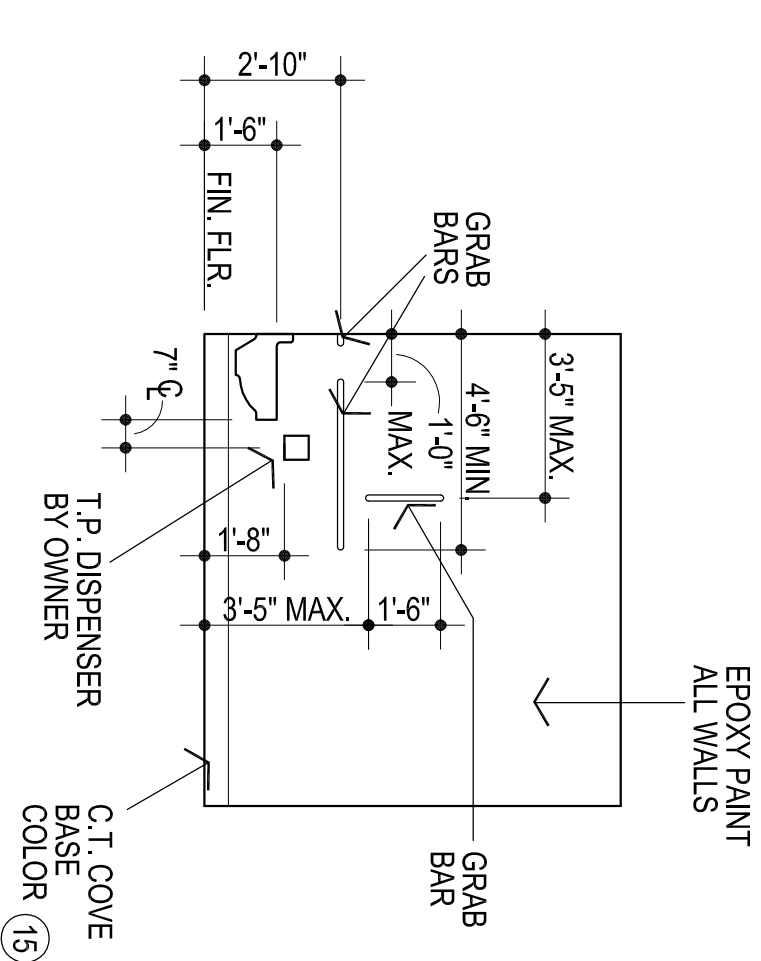 EPOXY PAINT
ALL WALLS
3'-5" MAX.
4'-6" MIN.
1'-0"
MAX.
GRAB
BARS
GRAB
BAR
2'-10"
1'-6"
FIN. FLR.
7" ℄
1'-8"
3'-5" MAX.
1'-6"
T.P. DISPENSER
BY OWNER
C.T. COVE
BASE
COLOR 15